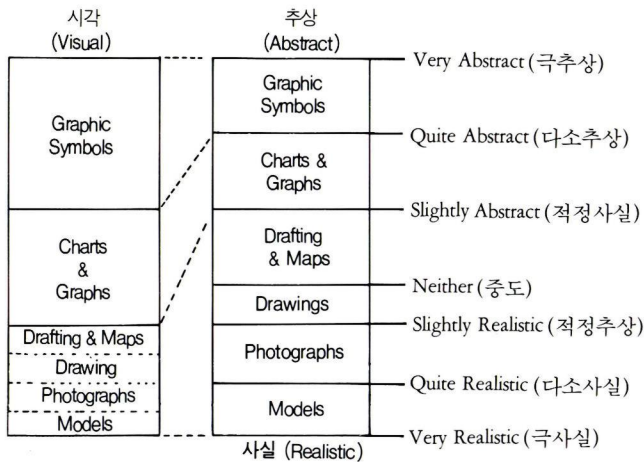 시각
(Visual)
Graphic
Symbols
Charts
&
Graphs
Drafting & Maps
Drawing
Photographs
Models
추상
(Abstract)
Graphic
Symbols
Charts &
Graphs
Drafting
& Maps
Drawings
Photographs
Models
사실 (Realistic)
Very Abstract (극추상)
Quite Abstract (다소추상)
Slightly Abstract (적정사실)
Neither (중도)
Slightly Realistic (적정추상)
Quite Realistic (다소사실)
Very Realistic (극사실)